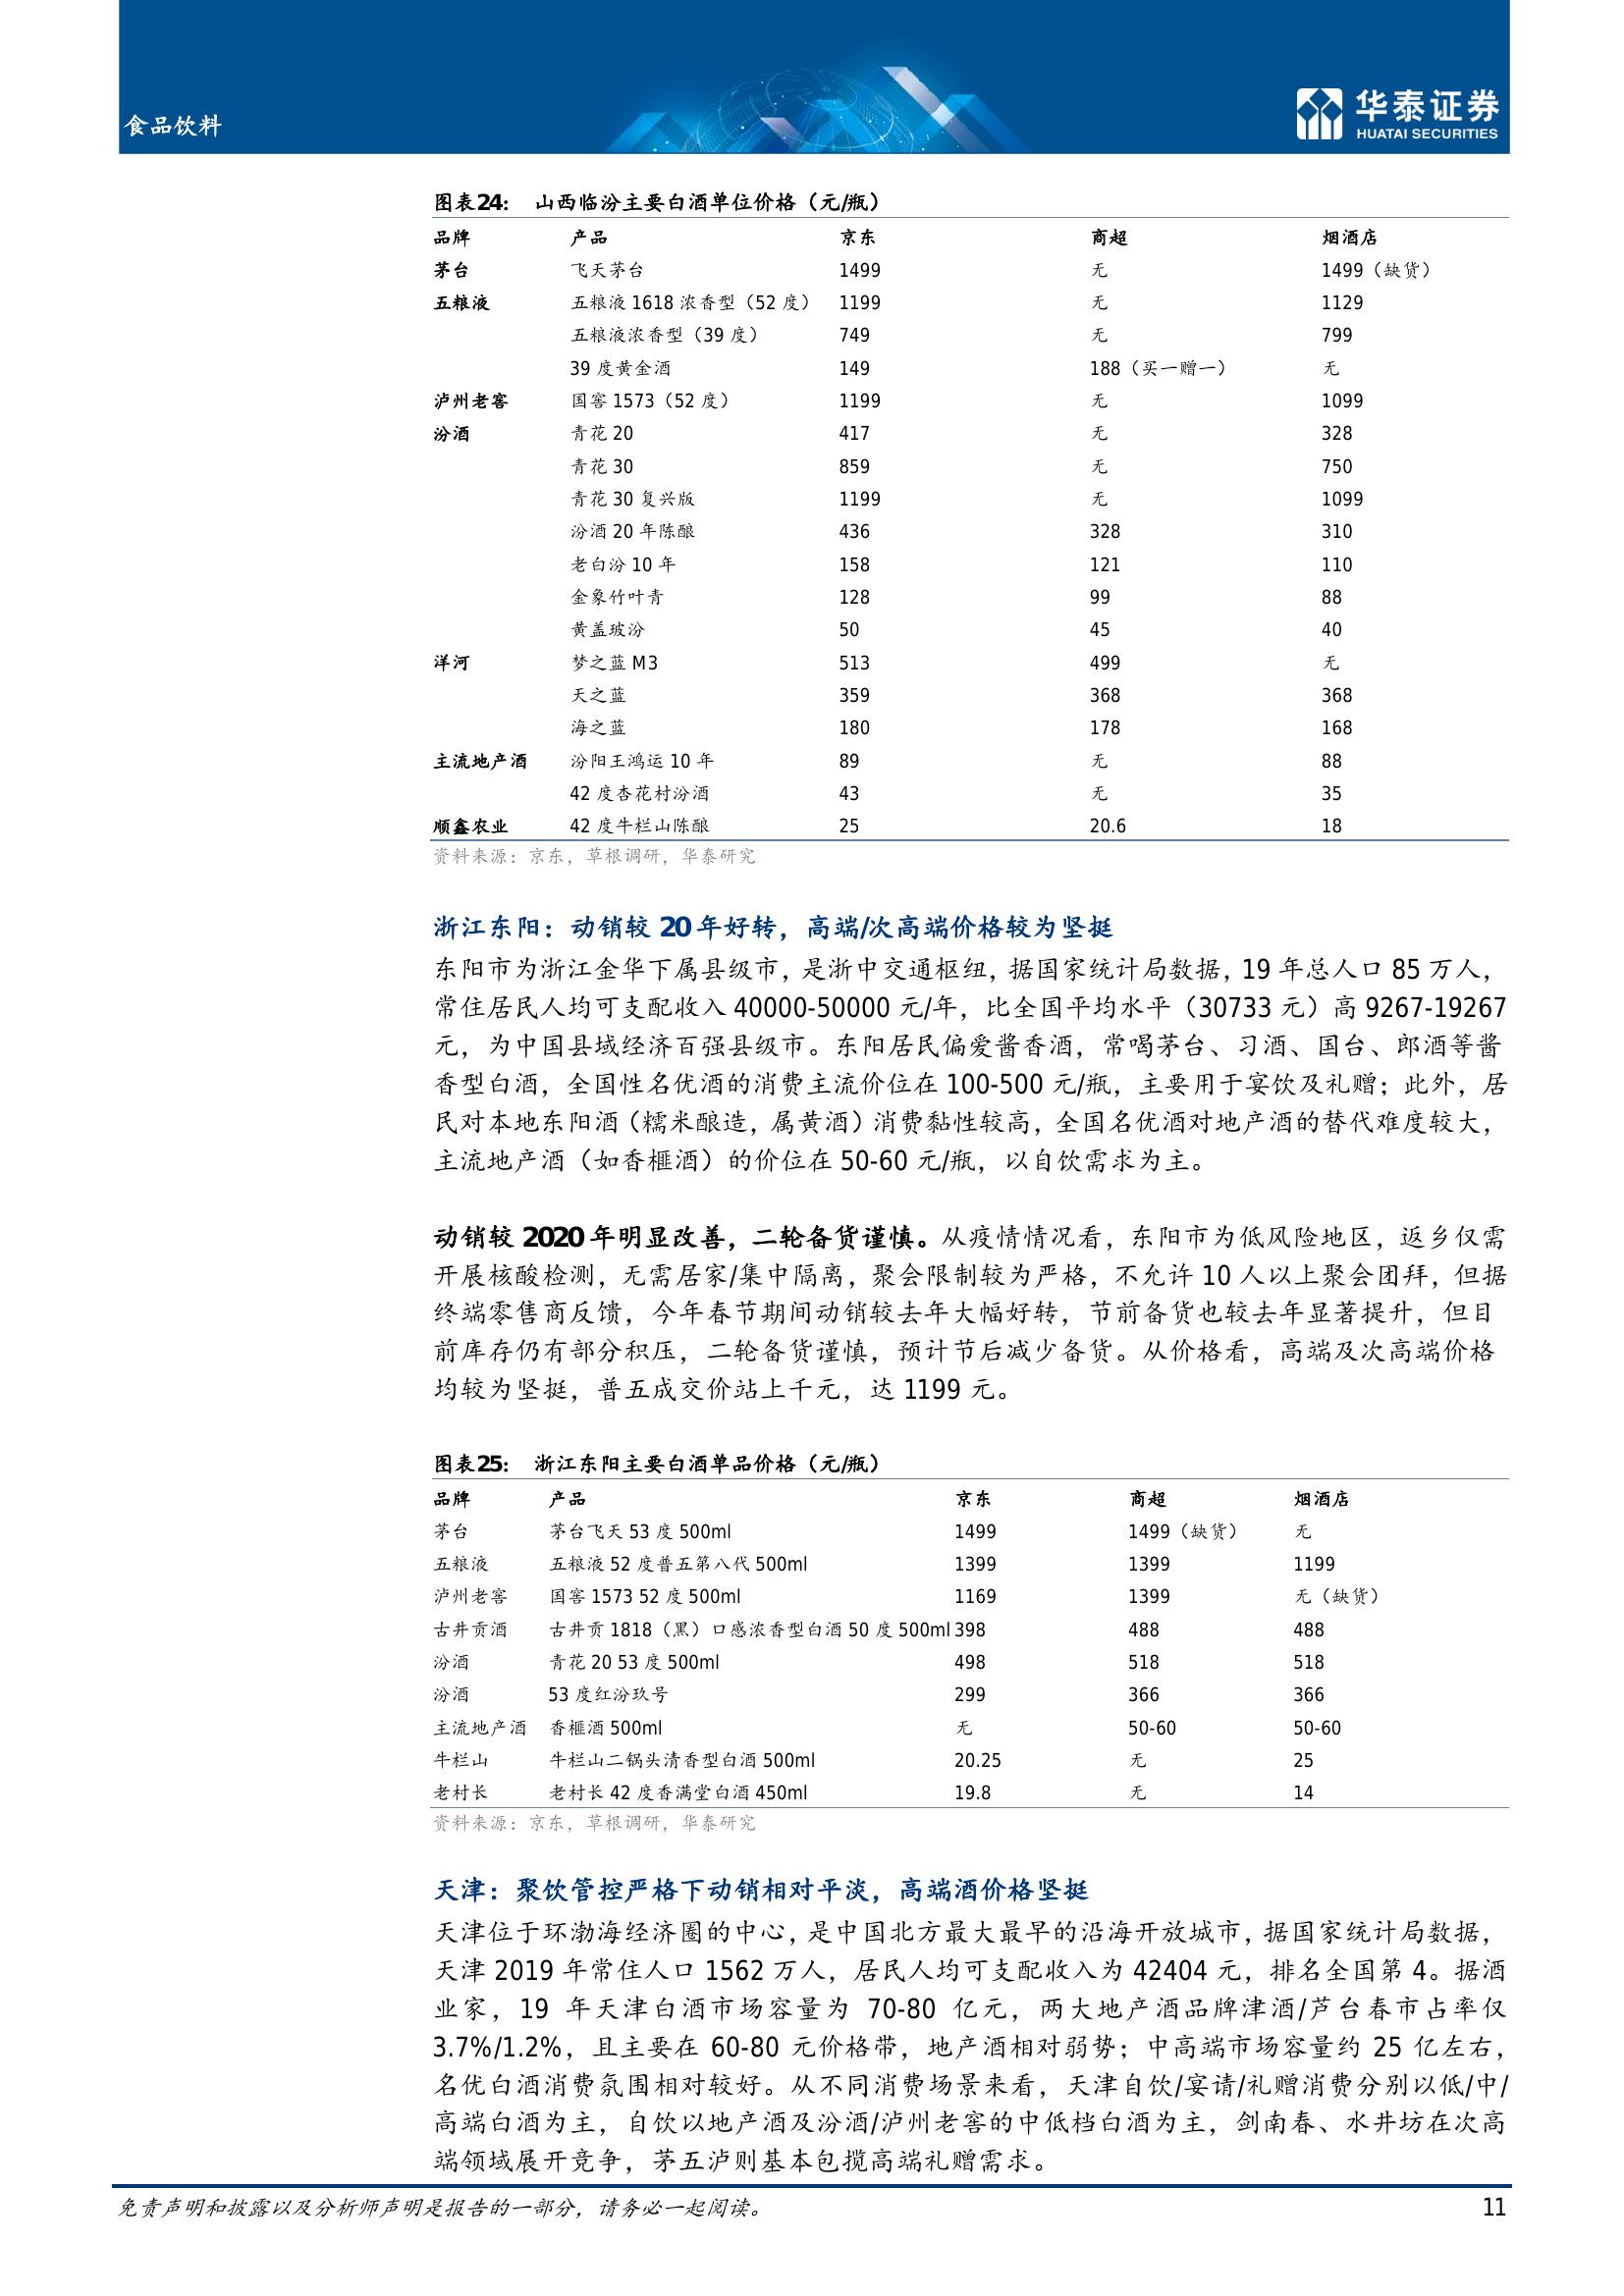 食品饮料
华泰证券
HUATAI SECURITIES
图表24： 山西临汾主要白酒单位价格（元/瓶）
品牌 产品 京东 商超 烟酒店
茅台 飞天茅台 1499 无 1499（缺货）
五粮液 五粮液 1618 浓香型（52 度） 1199 无 1129
五粮液浓香型（39 度） 749 无 799
39 度黄金酒 149 188（买一赠一） 无
泸州老窖 国窖 1573（52 度） 1199 无 1099
汾酒 青花 20 417 无 328
青花 30 859 无 750
青花 30 复兴版 1199 无 1099
汾酒 20 年陈酿 436 328 310
老白汾 10 年 158 121 110
金象竹叶青 128 99 88
黄盖玻汾 50 45 40
洋河 梦之蓝 M3 513 499 无
天之蓝 359 368 368
海之蓝 180 178 168
主流地产酒 汾阳王鸿运 10 年 89 无 88
42 度杏花村汾酒 43 无 35
顺鑫农业 42 度牛栏山陈酿 25 20.6 18
资料来源：京东，草根调研，华泰研究
浙江东阳：动销较 20 年好转，高端/次高端价格较为坚挺
东阳市为浙江金华下属县级市，是浙中交通枢纽，据国家统计局数据，19 年总人口 85 万人，
常住居民人均可支配收入 40000-50000 元/年，比全国平均水平（30733 元）高 9267-19267
元，为中国县域经济百强县级市。东阳居民偏爱酱香酒，常喝茅台、习酒、国台、郎酒等酱
香型白酒，全国性名优酒的消费主流价位在 100-500 元/瓶，主要用于宴饮及礼赠；此外，居
民对本地东阳酒（糯米酿造，属黄酒）消费黏性较高，全国名优酒对地产酒的替代难度较大，
主流地产酒（如香榧酒）的价位在 50-60 元/瓶，以自饮需求为主。
动销较 2020 年明显改善，二轮备货谨慎。从疫情情况看，东阳市为低风险地区，返乡仅需
开展核酸检测，无需居家/集中隔离，聚会限制较为严格，不允许 10 人以上聚会团拜，但据
终端零售商反馈，今年春节期间动销较去年大幅好转，节前备货也较去年显著提升，但目
前库存仍有部分积压，二轮备货谨慎，预计节后减少备货。从价格看，高端及次高端价格
均较为坚挺，普五成交价站上千元，达 1199 元。
图表25： 浙江东阳主要白酒单品价格（元/瓶）
品牌 产品 京东 商超 烟酒店
茅台 茅台飞天 53 度 500ml 1499 1499（缺货） 无
五粮液 五粮液 52 度普五第八代 500ml 1399 1399 1199
泸州老窖 国窖 1573 52 度 500ml 1169 1399 无（缺货）
古井贡酒 古井贡 1818（黑）口感浓香型白酒 50 度 500ml 398 488 488
汾酒 青花 20 53 度 500ml 498 518 518
汾酒 53 度红汾玖号 299 366 366
主流地产酒 香榧酒 500ml 无 50-60 50-60
牛栏山 牛栏山二锅头清香型白酒 500ml 20.25 无 25
老村长 老村长 42 度香满堂白酒 450ml 19.8 无 14
资料来源：京东，草根调研，华泰研究
天津：聚饮管控严格下动销相对平淡，高端酒价格坚挺
天津位于环渤海经济圈的中心，是中国北方最大最早的沿海开放城市，据国家统计局数据，
天津 2019 年常住人口 1562 万人，居民人均可支配收入为 42404 元，排名全国第 4。据酒
业家，19 年天津白酒市场容量为 70-80 亿元，两大地产酒品牌津酒/芦台春市占率仅
3.7%/1.2%，且主要在 60-80 元价格带，地产酒相对弱势；中高端市场容量约 25 亿左右，
名优白酒消费氛围相对较好。从不同消费场景来看，天津自饮/宴请/礼赠消费分别以低/中/
高端白酒为主，自饮以地产酒及汾酒/泸州老窖的中低档白酒为主，剑南春、水井坊在次高
端领域展开竞争，茅五泸则基本包揽高端礼赠需求。
免责声明和披露以及分析师声明是报告的一部分，请务必一起阅读。 11